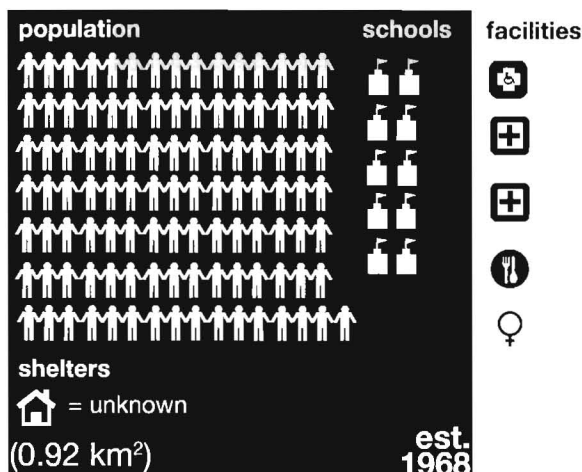 population
schools
facilities
shelters
= unknown
(0.92 km²)
est.
1968